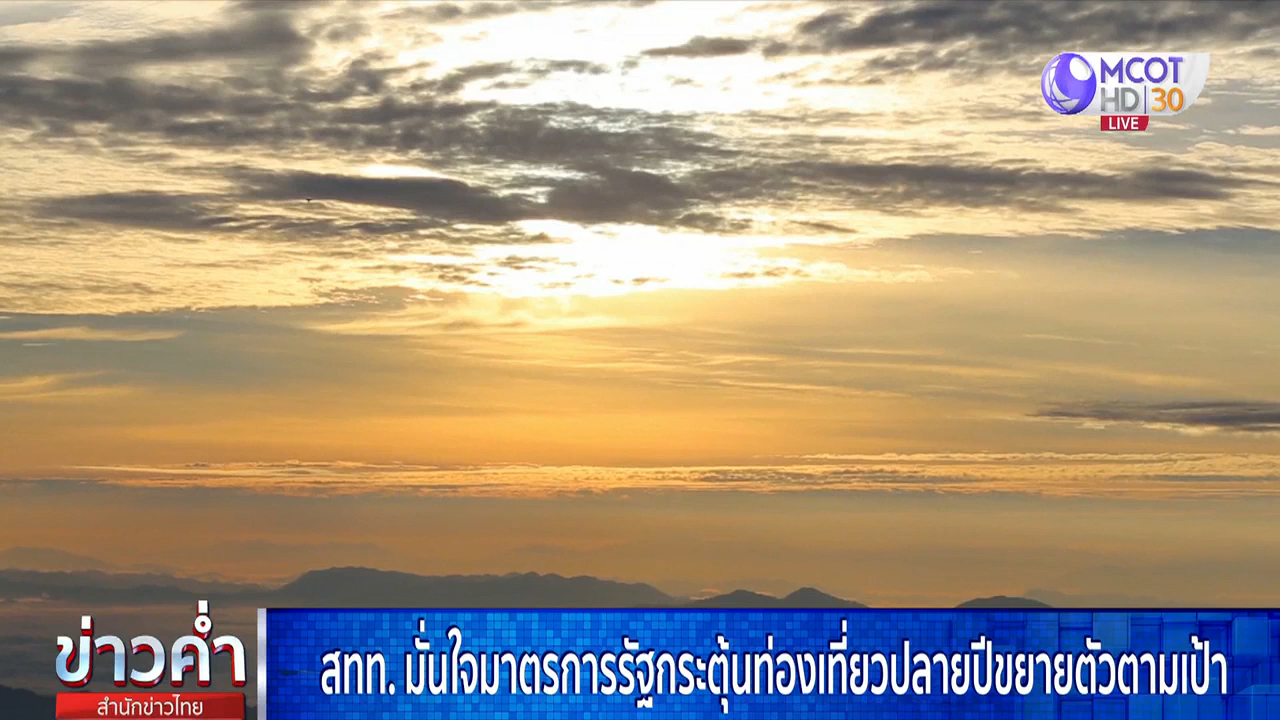 MCOT
HD 30
LIVE
ข่าวค่ำ
สำนักข่าวไทย
สทท. มั่นใจมาตรการรัฐกระตุ้นท่องเที่ยวปลายปีขยายตัวตามเป้า